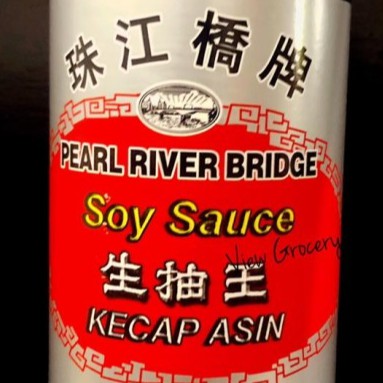 珠江橋牌
PEARL RIVER BRIDGE
Soy Sauce
View Grocery
生抽王
KECAP ASIN